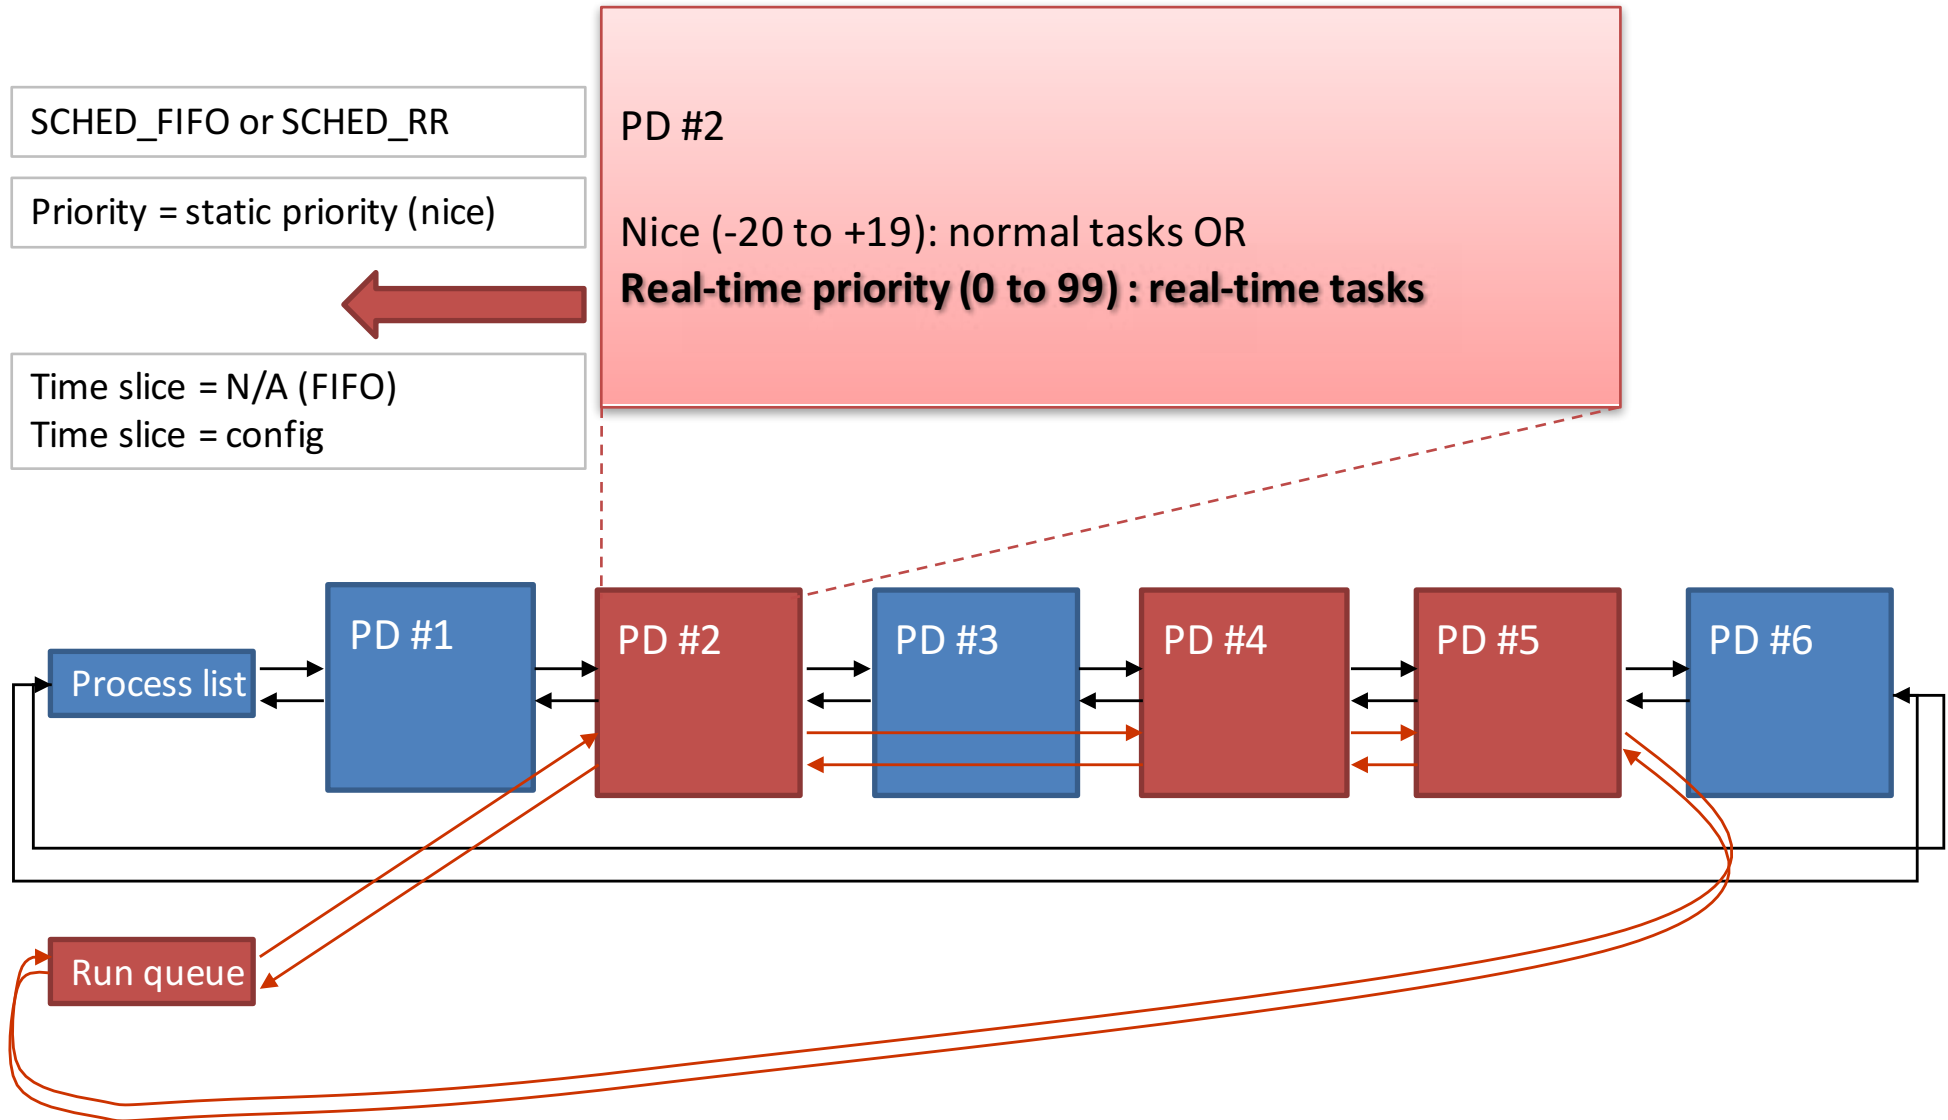 SCHED_FIFO or SCHED_RR
Priority = static priority (nice)
Time slice = N/A (FIFO)
Time slice = config
PD #2
Nice (-20 to +19): normal tasks OR
Real-time priority (0 to 99) : real-time tasks
Process list
PD #1
PD #2
PD #3
PD #4
PD #5
PD #6
Run queue